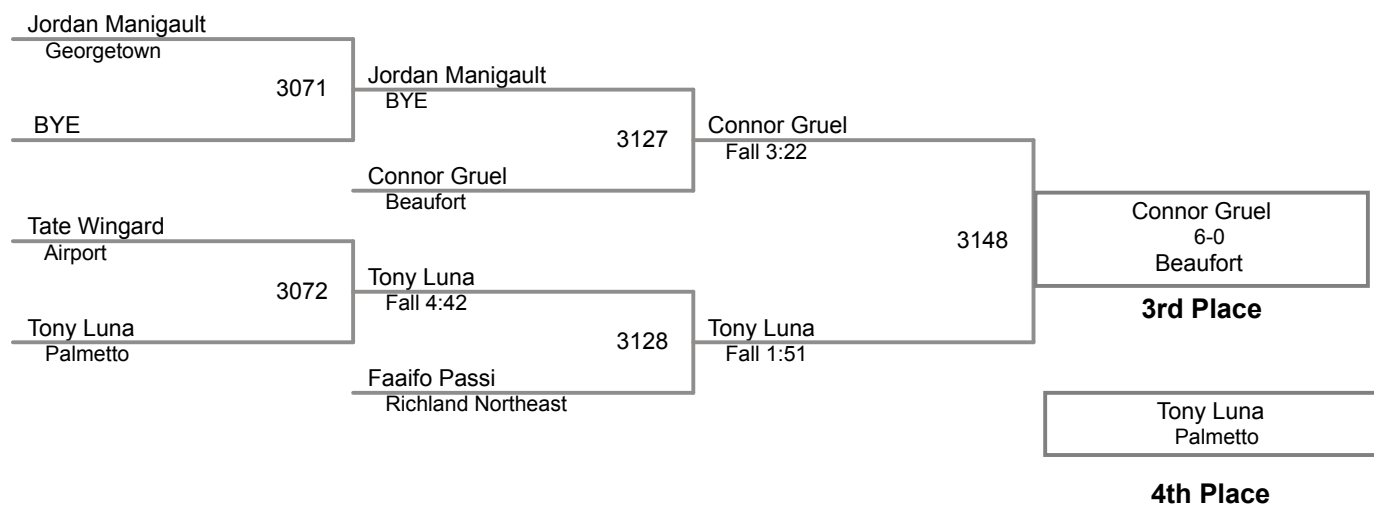 Jordan Manigault
Georgetown
3071
BYE
Jordan Manigault
BYE
3127
Connor Gruel
Beaufort
Connor Gruel
Fall 3:22
Tate Wingard
Airport
3072
Tony Luna
Palmetto
Tony Luna
Fall 4:42
3128
Faaifo Passi
Richland Northeast
Tony Luna
Fall 1:51
3148
Connor Gruel
6-0
Beaufort
3rd Place
Tony Luna
Palmetto
4th Place